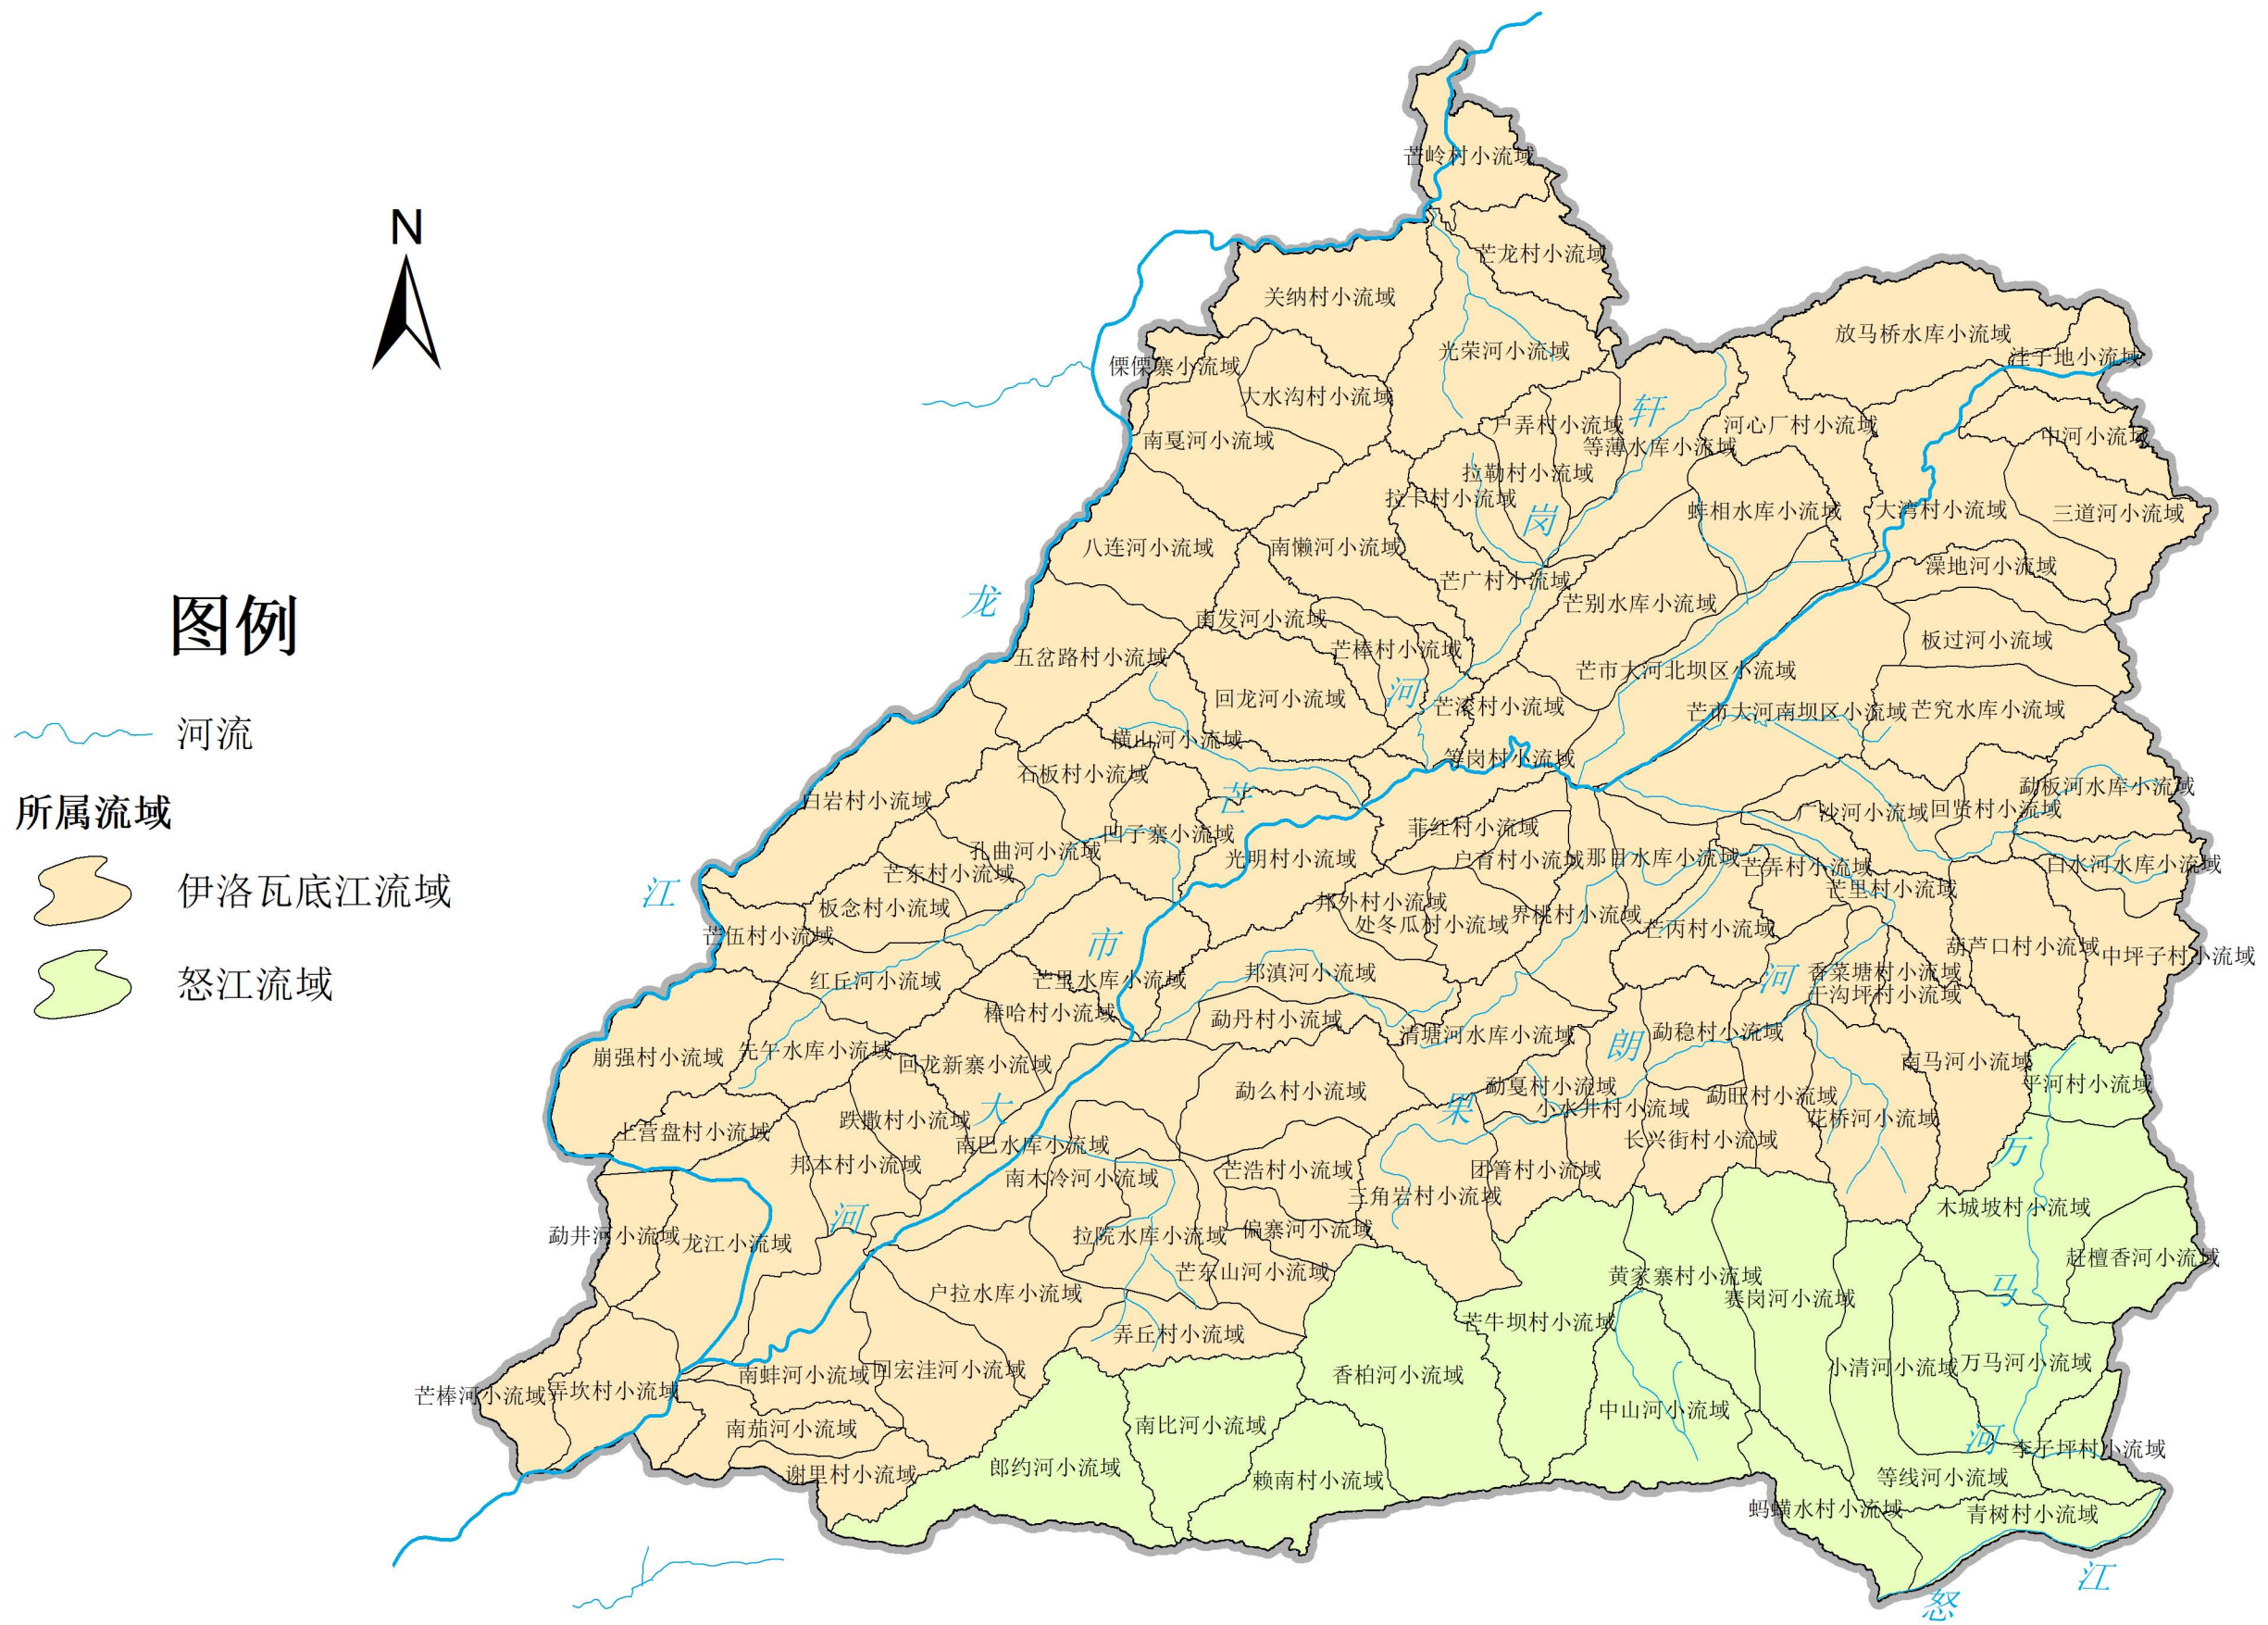 N
芒岭村小流域
芒龙村小流域
关纳村小流域
放马桥水库小流域
光荣河小流域
洼子地小流域
傈傈寨小流域
大水沟村小流域
轩
户弄村小流域
河心厂村小流域
中河小流域
南戛河小流域
等薄水库小流域
拉勒村小流域
拉卡村小流域
岗
蚌相水库小流域
大湾村小流域
三道河小流域
八连河小流域
南懒河小流域
澡地河小流域
芒广村小流域
龙
芒别水库小流域
图例
南发河小流域
板过河小流域
芒棒村小流域
五岔路村小流域
芒市大河北坝区小流域
河
回龙河小流域
芒滚村小流域
芒市大河南坝区小流域
芒究水库小流域
河流
横山河小流域
等岗村小流域
石板村小流域
勐板河水库小流域
芒
白岩村小流域
所属流域
广沙河小流域
回贤村小流域
菲红村小流域
凹子寨小流域
孔曲河小流域
光明村小流域
户育村小流域
那目水库小流域
芒弄村小流域
白水河水库小流域
芒东村小流域
江
伊洛瓦底江流域
芒里村小流域
板念村小流域
邦外村小流域
处冬瓜村小流域
界桃村小流域
芒丙村小流域
芒伍村小流域
市
葫芦口村小流域
中坪子村小流域
红丘河小流域
芒里水库小流域
邦滇河小流域
河
香菜塘村小流域
怒江流域
干沟坪村小流域
棒哈村小流域
勐丹村小流域
清塘河水库小流域
勐稳村小流域
朗
崩强村小流域
先午水库小流域
回龙新寨小流域
南马河小流域
勐么村小流域
勐戛村小流域
平河村小流域
勐旺村小流域
果
小水井村小流域
大
跌撒村小流域
花桥河小流域
上营盘村小流域
南巴水库小流域
长兴街村小流域
万
邦本村小流域
南木冷河小流域
芒浩村小流域
团箐村小流域
三角岩村小流域
木城坡村小流域
河
勐井河小流域
龙江小流域
拉院水库小流域
偏寨河小流域
赶檀香河小流域
芒东山河小流域
黄家寨村小流域
马
户拉水库小流域
赛岗河小流域
弄丘村小流域
芒牛坝村小流域
南蚌河小流域
回宏洼河小流域
香柏河小流域
小清河小流域
万马河小流域
芒棒河小流域
弄坎村小流域
中山河小流域
南茄河小流域
南比河小流域
河
李子坪村小流域
谢里村小流域
郎约河小流域
赖南村小流域
等线河小流域
蚂蟥水村小流域
青树村小流域
江
怒